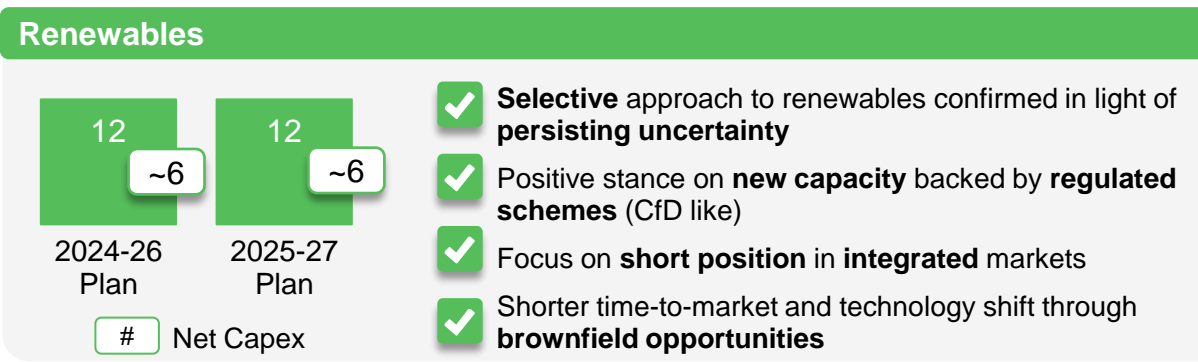 Renewables
12
~6
2024-26
Plan
12
~6
2025-27
Plan
# Net Capex
Selective approach to renewables confirmed in light of
persisting uncertainty
Positive stance on new capacity backed by regulated
schemes (CfD like)
Focus on short position in integrated markets
Shorter time-to-market and technology shift through
brownfield opportunities